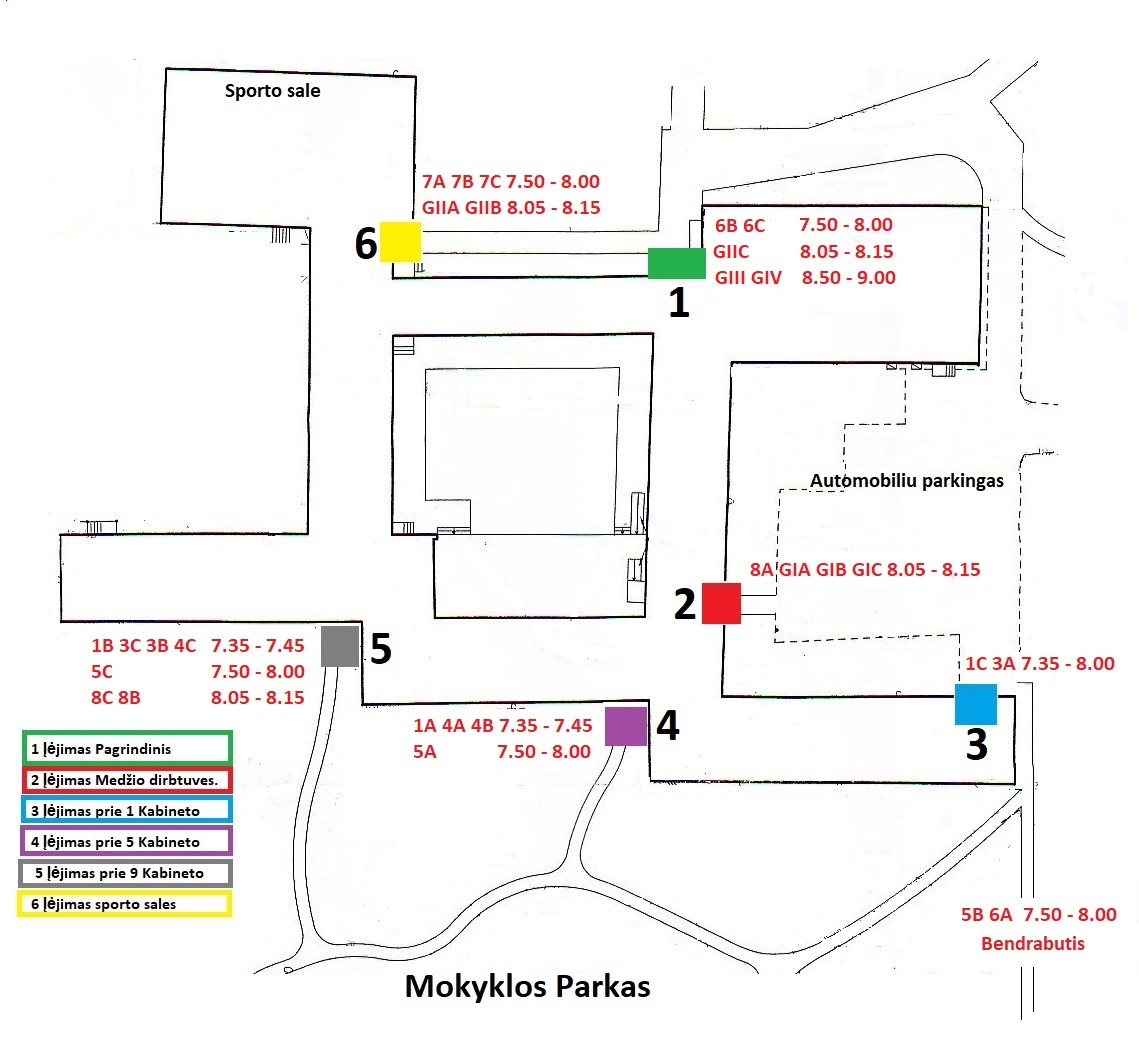 Sporto sale
7A 7B 7C 7.50 - 8.00
GIIA GIIB 8.05 - 8.15
6
6B 6C 7.50 - 8.00
GIIC 8.05 - 8.15
GIII GIV 8.50 - 9.00
1
Automobiliu parkingas
8A GIA GIB GIC 8.05 - 8.15
2
1B 3C 3B 4C 7.35 - 7.45
5C 7.50 - 8.00
8C 8B 8.05 - 8.15
5
1C 3A 7.35 - 8.00
3
1A 4A 4B 7.35 - 7.45
5A 7.50 - 8.00
4
1 Įėjimas Pagrindinis
2 Įėjimas Medžio dirbtuves.
3 Įėjimas prie 1 Kabineto
4 Įėjimas prie 5 Kabineto
5 Įėjimas prie 9 Kabineto
6 Įėjimas sporto sales
5B 6A 7.50 - 8.00
Bendrabutis
Mokyklos Parkas